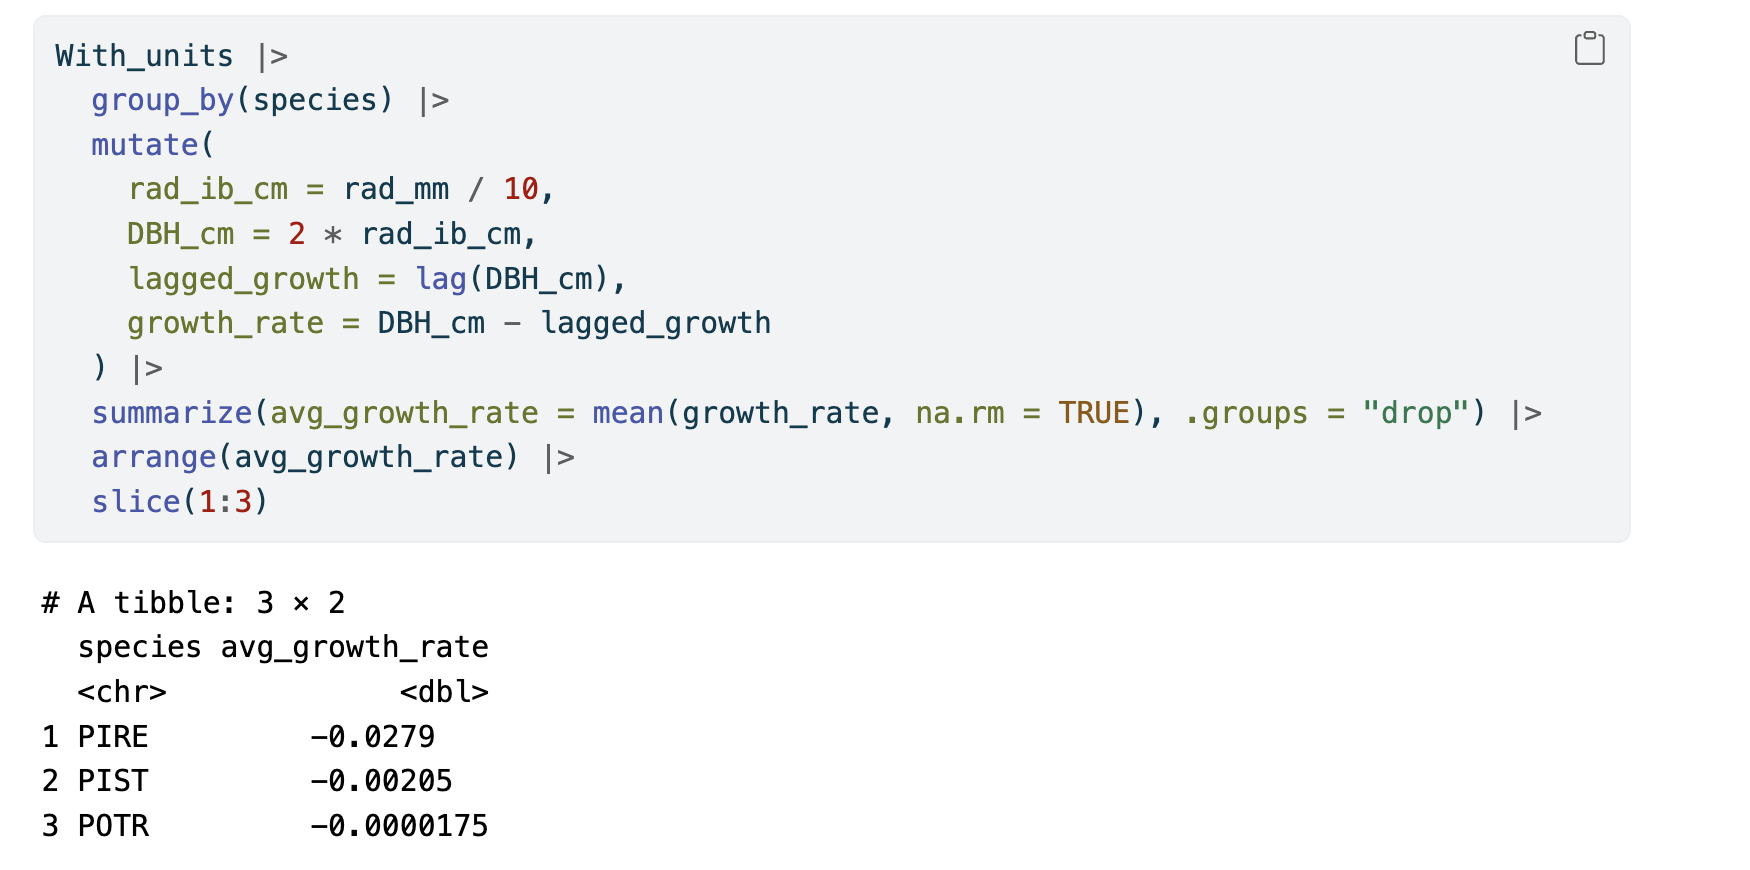 With_units |>
  group_by(species) |>
  mutate(
    rad_ib_cm = rad_mm / 10,
    DBH_cm = 2 * rad_ib_cm,
    lagged_growth = lag(DBH_cm),
    growth_rate = DBH_cm - lagged_growth
  ) |>
  summarize(avg_growth_rate = mean(growth_rate, na.rm = TRUE), .groups = "drop") |>
  arrange(avg_growth_rate) |>
  slice(1:3)
# A tibble: 3 × 2
  species avg_growth_rate
  <chr>             <dbl>
1 PIRE         -0.0279
2 PIST         -0.00205
3 POTR         -0.0000175